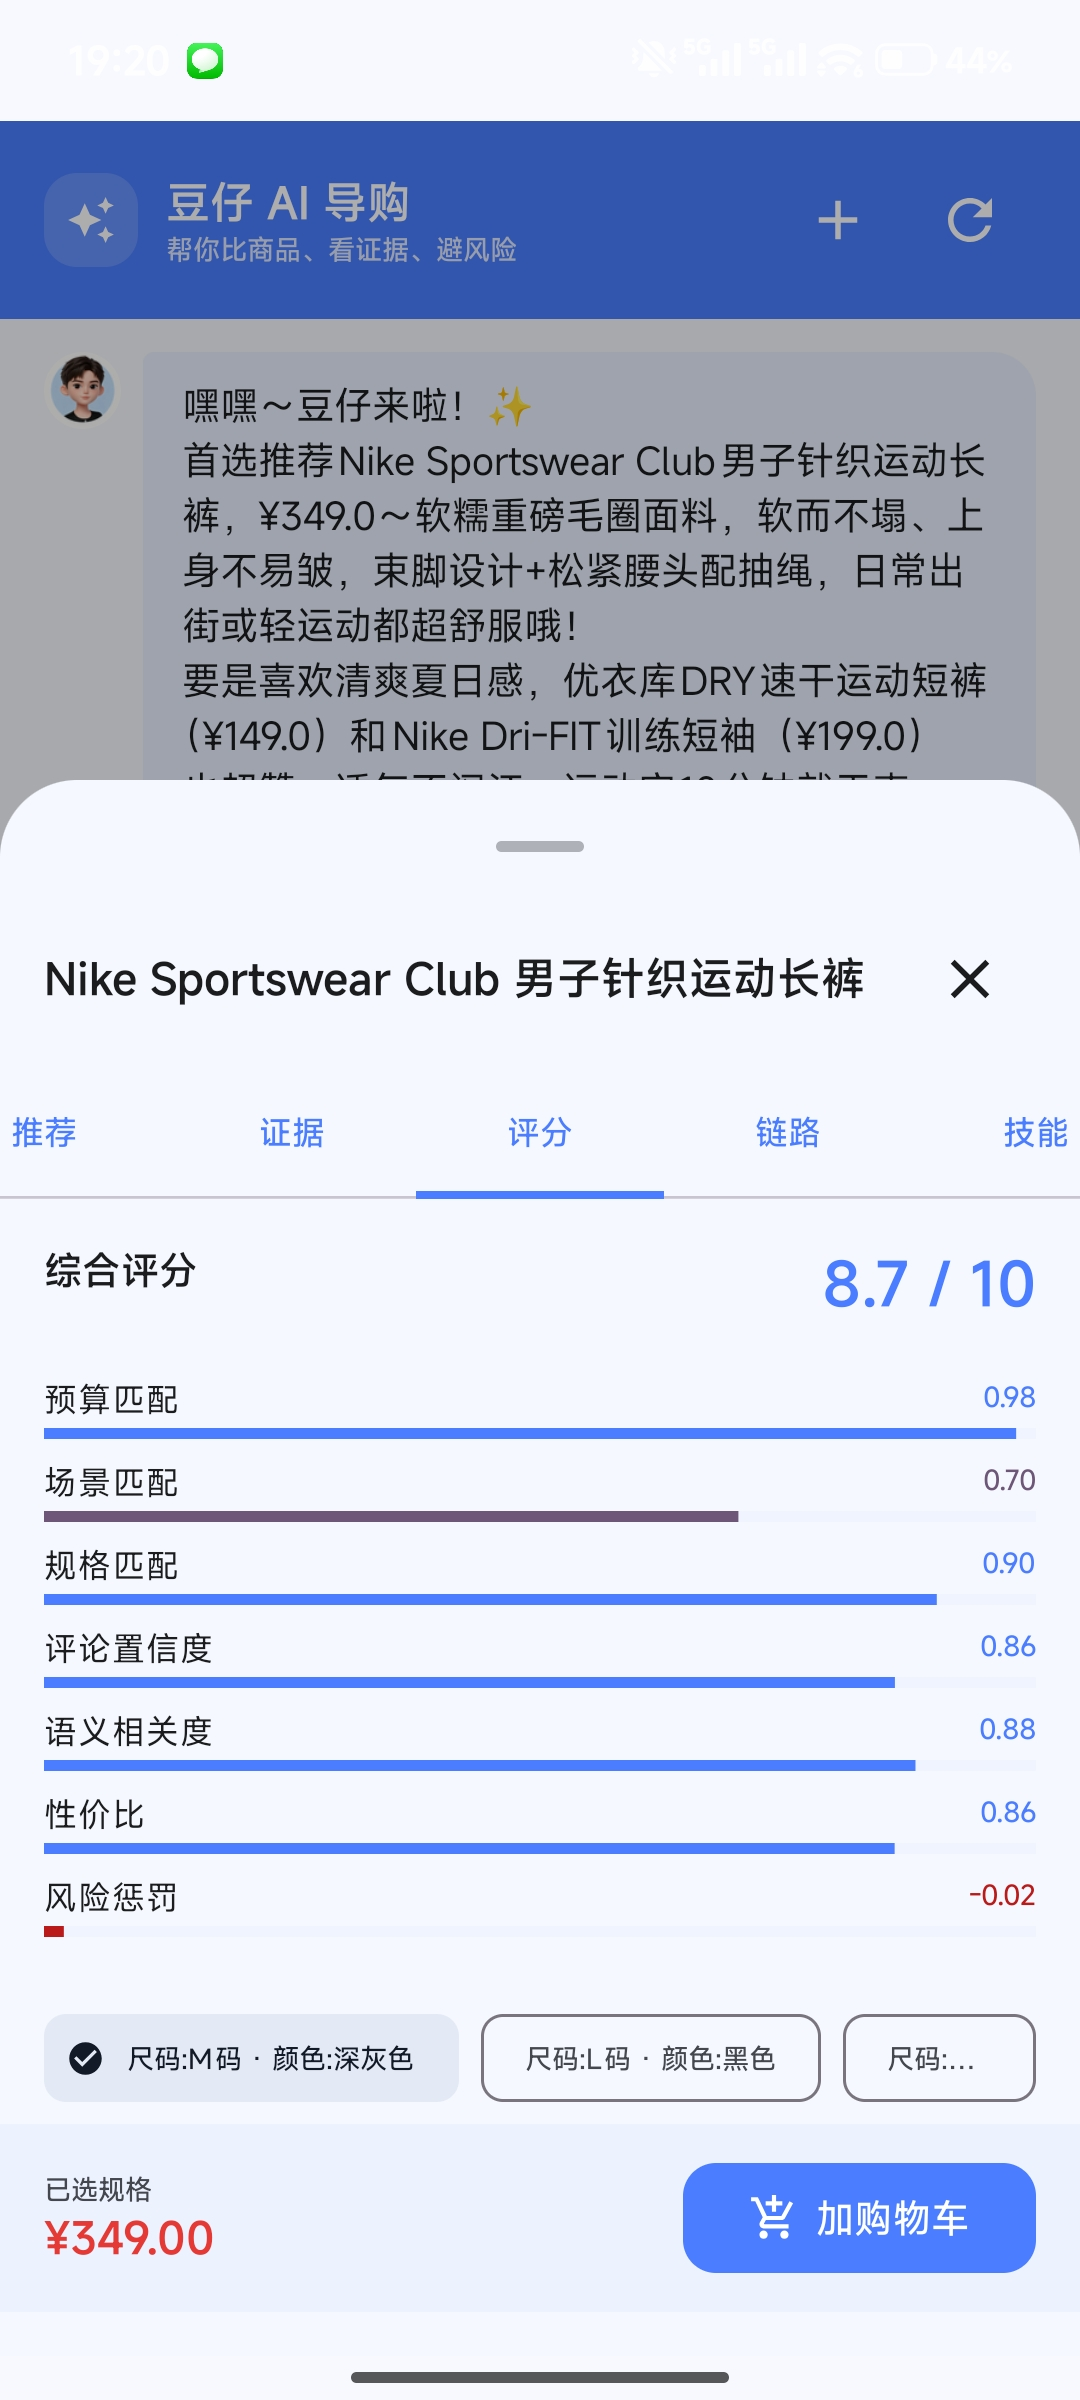 19:20
5G 5G 6 44%
豆仔 AI 导购
帮你比商品、看证据、避风险
嘿嘿～豆仔来啦！✨
首选推荐Nike Sportswear Club男子针织运动长
裤，¥349.0～软糯重磅毛圈面料，软而不塌、上
身不易皱，束脚设计+松紧腰头配抽绳，日常出
街或轻运动都超舒服哦！
要是喜欢清爽夏日感，优衣库DRY速干运动短裤
（¥149.0）和Nike Dri-FIT训练短袖（¥199.0）
Nike Sportswear Club 男子针织运动长裤
推荐 证据 评分 链路 技能
综合评分 8.7 / 10
预算匹配 0.98
场景匹配 0.70
规格匹配 0.90
评论置信度 0.86
语义相关度 0.88
性价比 0.86
风险惩罚 -0.02
尺码:M码 · 颜色:深灰色 尺码:L码 · 颜色:黑色 尺码:...
已选规格
¥349.00 加购物车